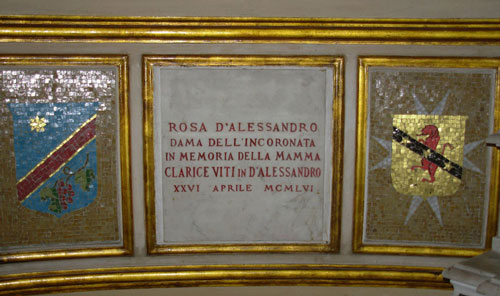 ROSA D'ALESSANDRO
DAMA DELL'INCORONATA
IN MEMORIA DELLA MAMMA
CLARICE VITI IN D'ALESSANDRO
XXVI APRILE MCMLVI